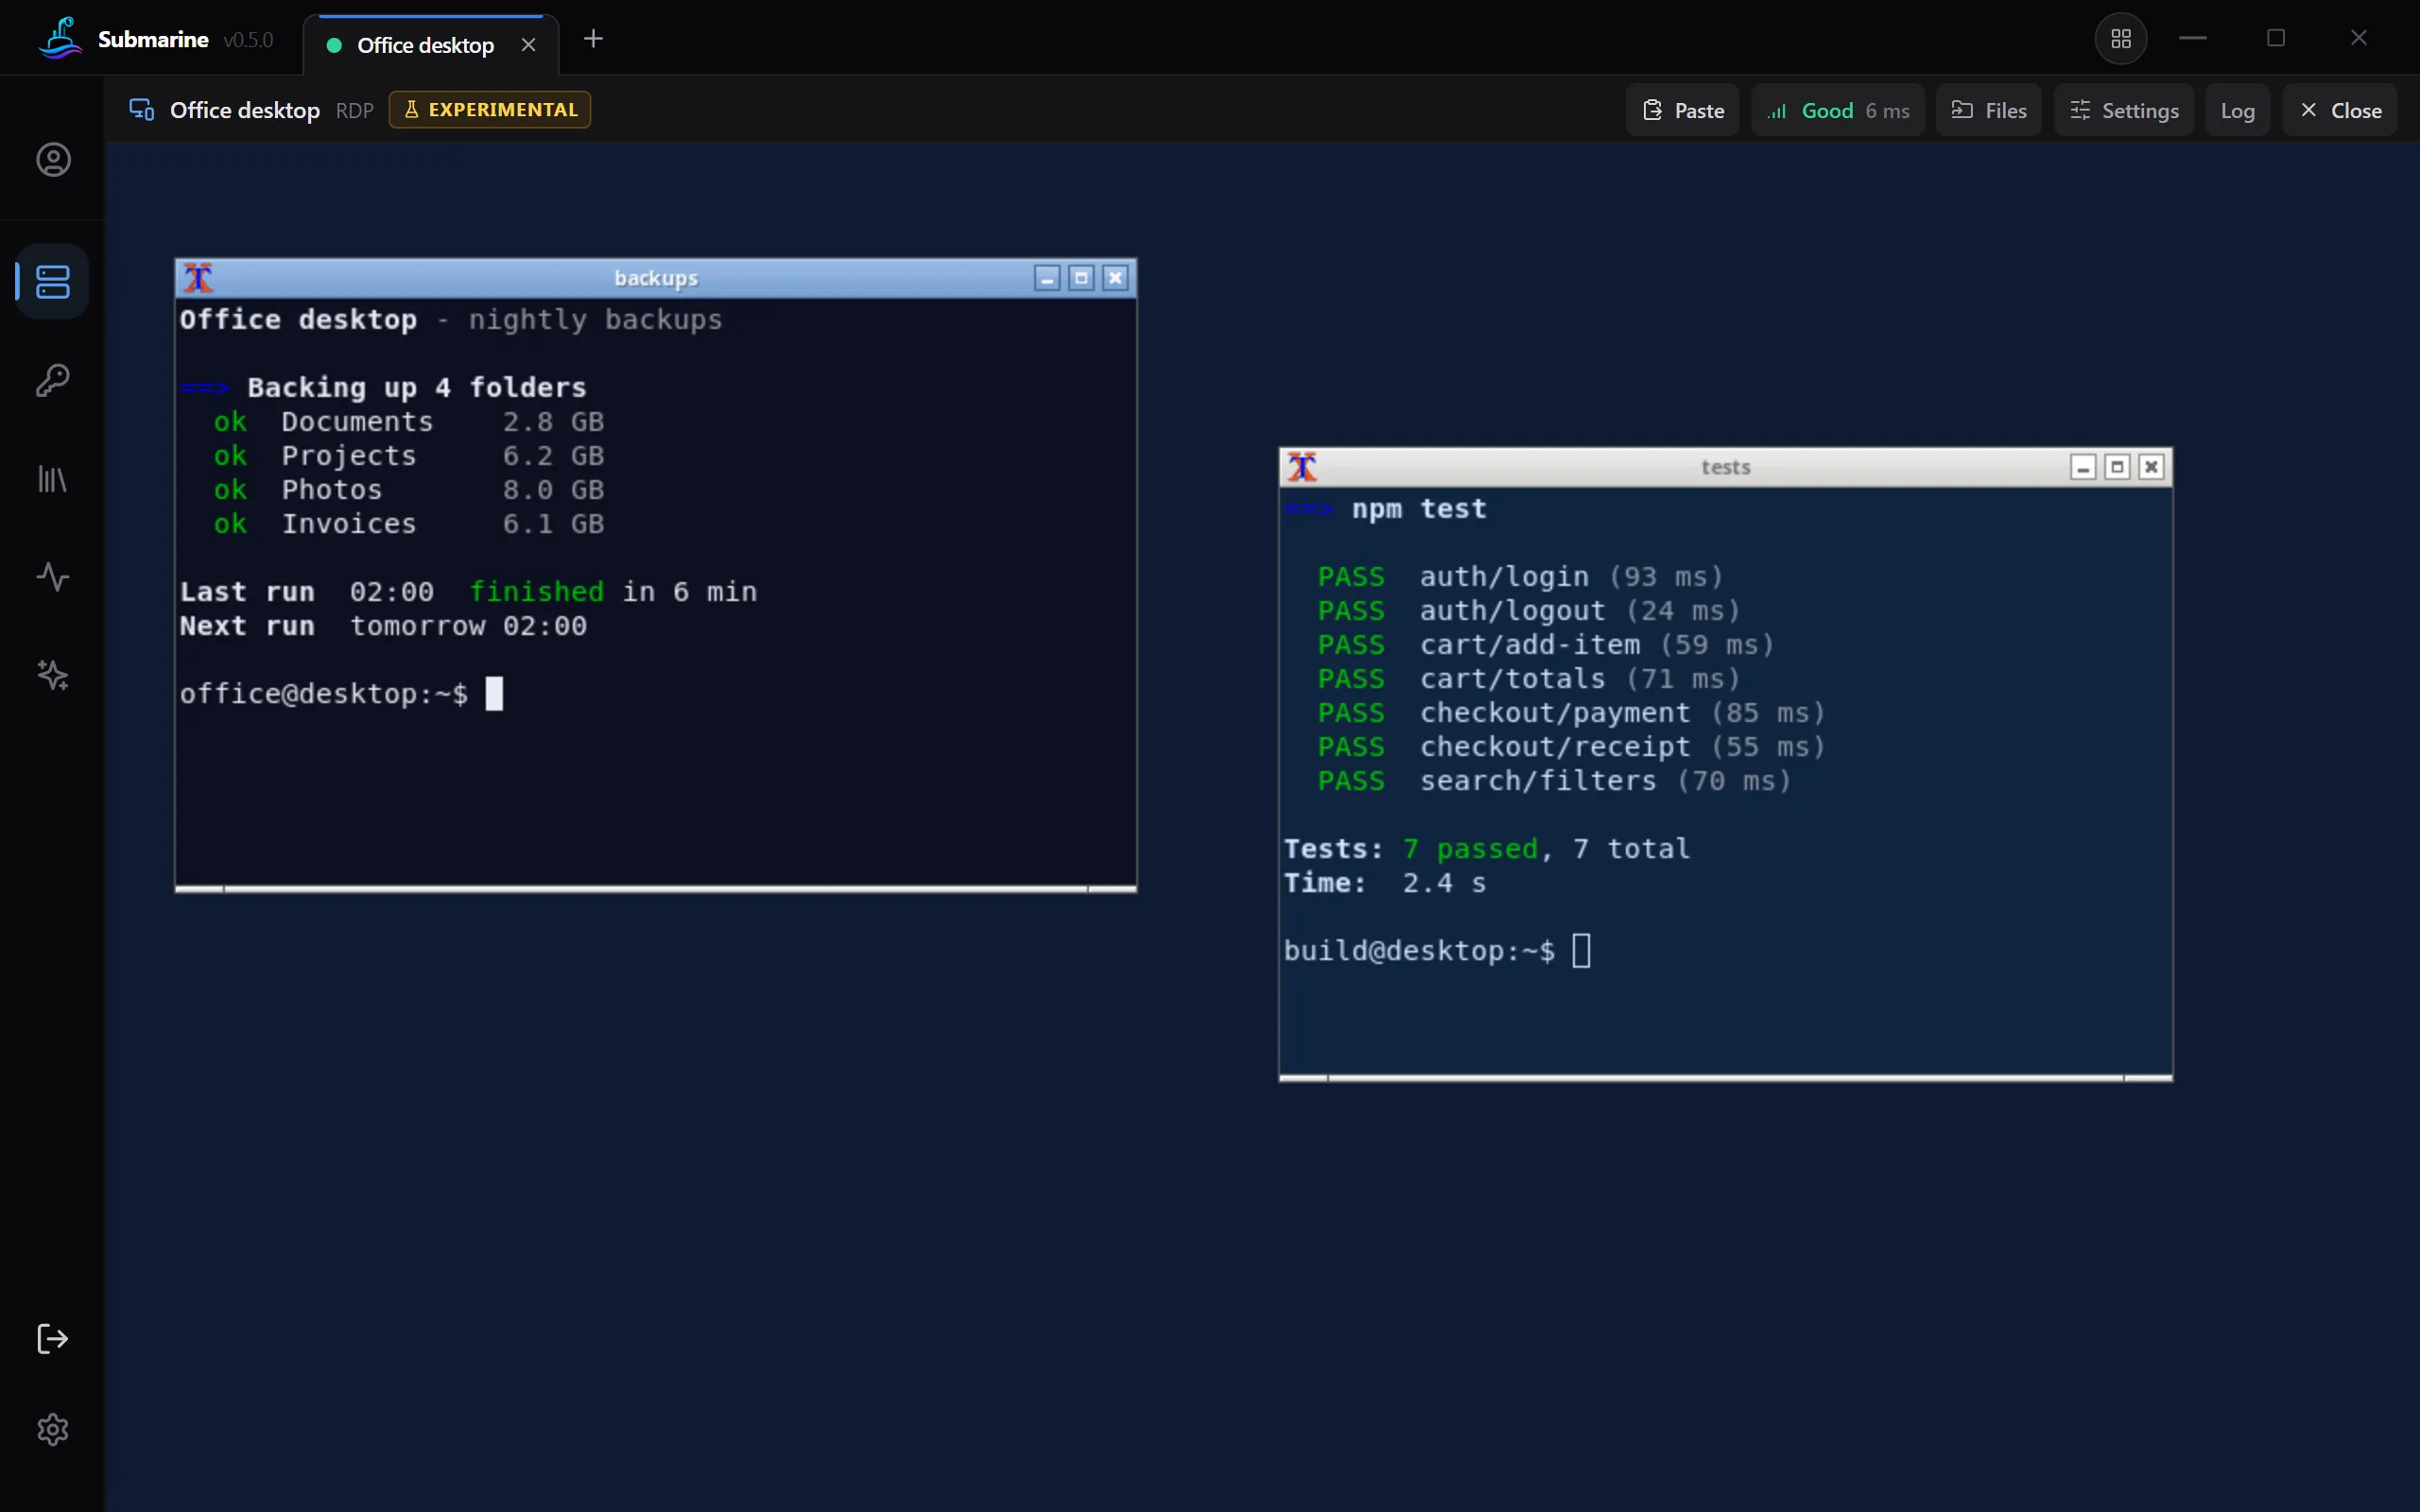 Submarine v0.5.0
Office desktop
Office desktop RDP EXPERIMENTAL
Paste
Good 6 ms
Files
Settings
Log
Close
backups
Office desktop - nightly backups
==> Backing up 4 folders
ok Documents 2.8 GB
ok Projects 6.2 GB
ok Photos 8.0 GB
ok Invoices 6.1 GB
Last run 02:00 finished in 6 min
Next run tomorrow 02:00
office@desktop:~$
tests
==> npm test
PASS auth/login (93 ms)
PASS auth/logout (24 ms)
PASS cart/add-item (59 ms)
PASS cart/totals (71 ms)
PASS checkout/payment (85 ms)
PASS checkout/receipt (55 ms)
PASS search/filters (70 ms)
Tests: 7 passed, 7 total
Time: 2.4 s
build@desktop:~$